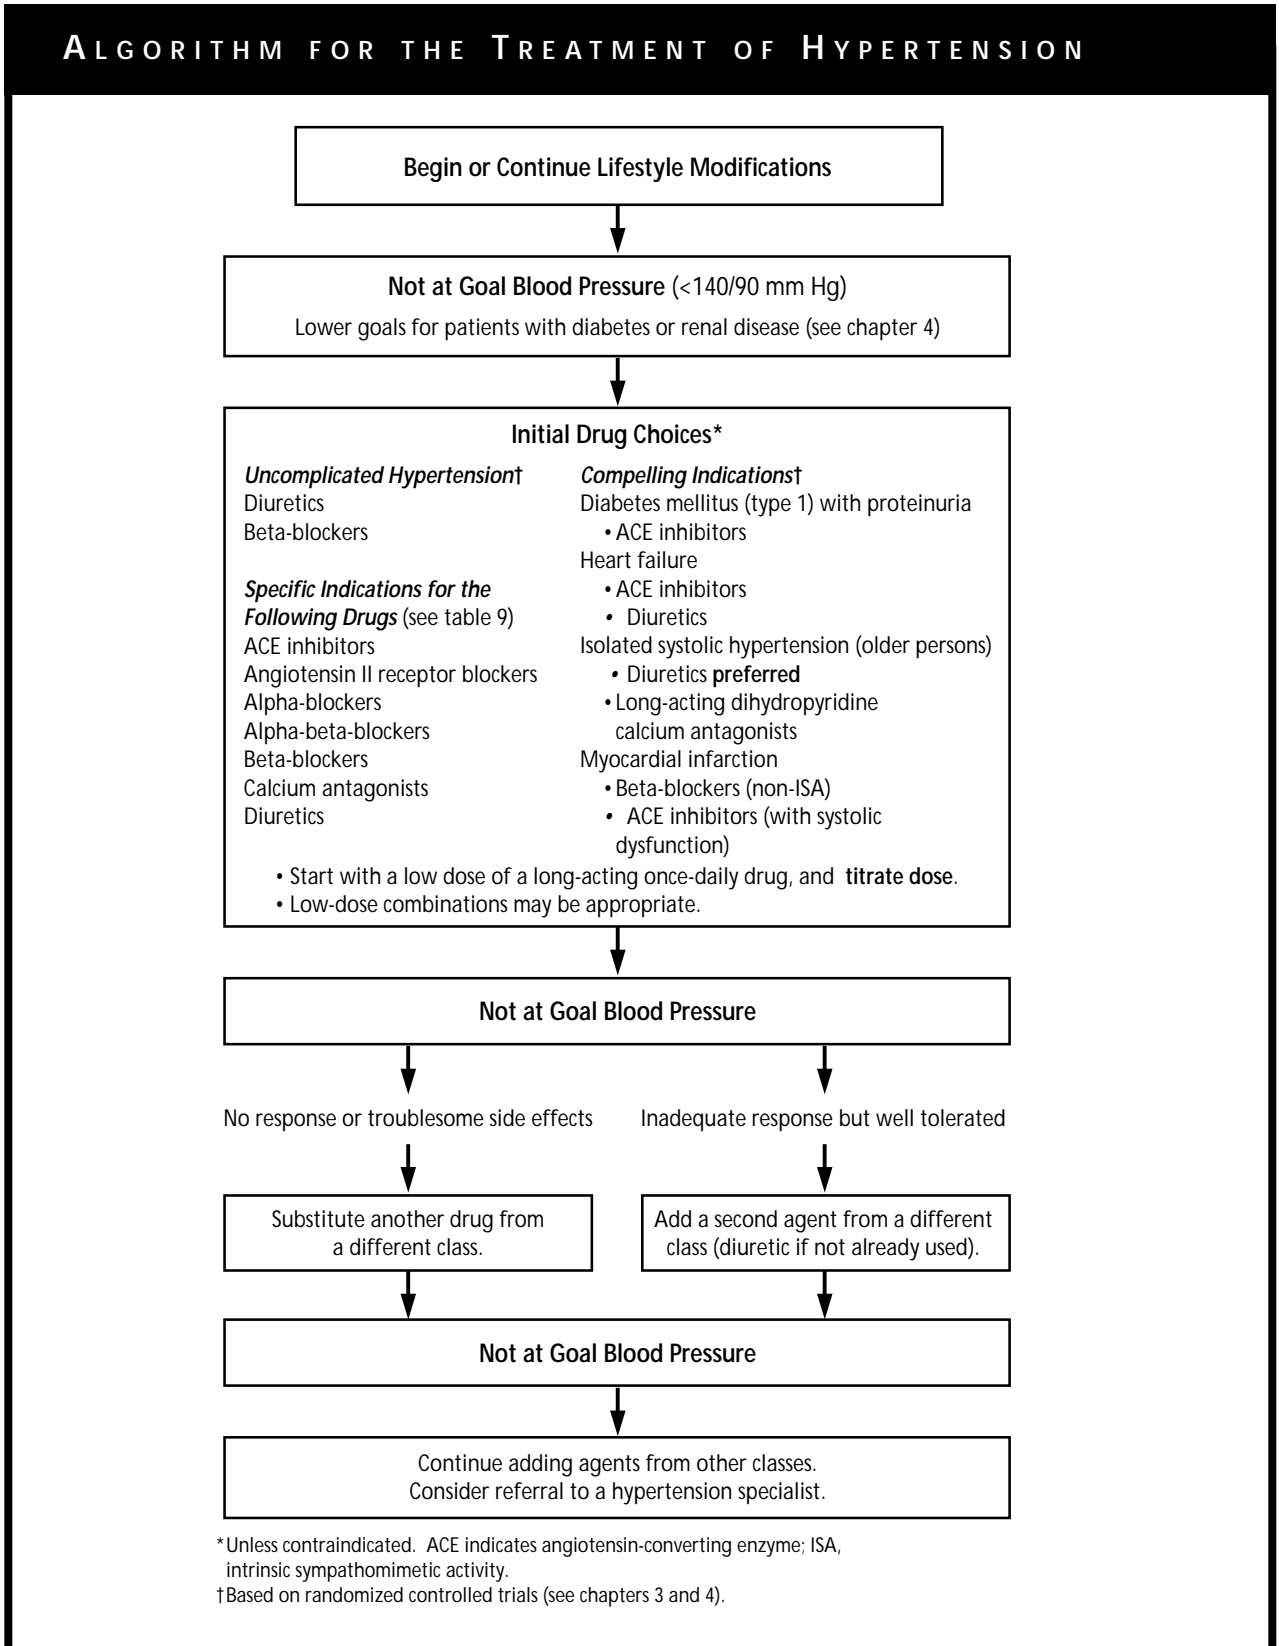 ALGORITHM FOR THE TREATMENT OF HYPERTENSION
Begin or Continue Lifestyle Modifications
Not at Goal Blood Pressure (<140/90 mm Hg)
Lower goals for patients with diabetes or renal disease (see chapter 4)
Initial Drug Choices*
Uncomplicated Hypertension†
Diuretics
Beta-blockers
Specific Indications for the
Following Drugs (see table 9)
ACE inhibitors
Angiotensin II receptor blockers
Alpha-blockers
Alpha-beta-blockers
Beta-blockers
Calcium antagonists
Diuretics
Compelling Indications†
Diabetes mellitus (type 1) with proteinuria
• ACE inhibitors
Heart failure
• ACE inhibitors
• Diuretics
Isolated systolic hypertension (older persons)
• Diuretics preferred
• Long-acting dihydropyridine
calcium antagonists
Myocardial infarction
• Beta-blockers (non-ISA)
• ACE inhibitors (with systolic
dysfunction)
• Start with a low dose of a long-acting once-daily drug, and titrate dose.
• Low-dose combinations may be appropriate.
Not at Goal Blood Pressure
No response or troublesome side effects
Inadequate response but well tolerated
Substitute another drug from
a different class.
Add a second agent from a different
class (diuretic if not already used).
Not at Goal Blood Pressure
Continue adding agents from other classes.
Consider referral to a hypertension specialist.
*Unless contraindicated. ACE indicates angiotensin-converting enzyme; ISA,
intrinsic sympathomimetic activity.
†Based on randomized controlled trials (see chapters 3 and 4).